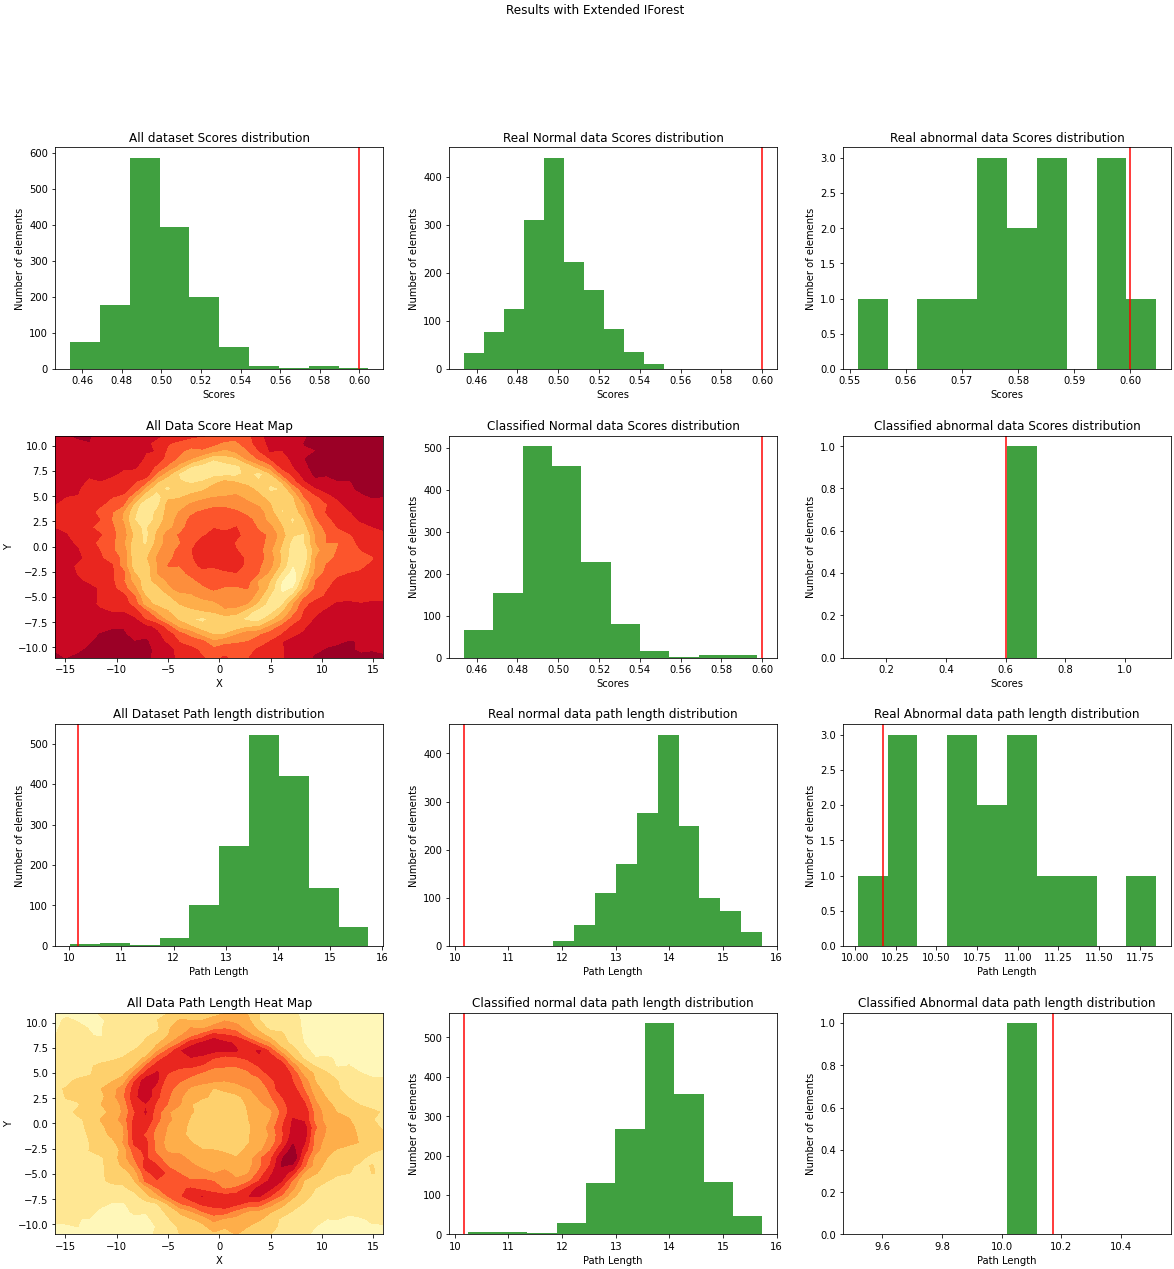 Results with Extended IForest
All dataset Scores distribution
Number of elements
600
500
400
300
200
100
0
0.46 0.48 0.50 0.52 0.54 0.56 0.58 0.60
Scores
Real Normal data Scores distribution
Number of elements
400
300
200
100
0
0.46 0.48 0.50 0.52 0.54 0.56 0.58 0.60
Scores
Real abnormal data Scores distribution
Number of elements
3.0
2.5
2.0
1.5
1.0
0.5
0.0
0.55 0.56 0.57 0.58 0.59 0.60
Scores
All Data Score Heat Map
Y
10.0
7.5
5.0
2.5
0.0
−2.5
−5.0
−7.5
−10.0
−15 −10 −5 0 5 10 15
X
Classified Normal data Scores distribution
Number of elements
500
400
300
200
100
0
0.46 0.48 0.50 0.52 0.54 0.56 0.58 0.60
Scores
Classified abnormal data Scores distribution
Number of elements
1.0
0.8
0.6
0.4
0.2
0.0
0.2 0.4 0.6 0.8 1.0
Scores
All Dataset Path length distribution
Number of elements
500
400
300
200
100
0
10 11 12 13 14 15 16
Path Length
Real normal data path length distribution
Number of elements
400
300
200
100
0
10 11 12 13 14 15 16
Path Length
Real Abnormal data path length distribution
Number of elements
3.0
2.5
2.0
1.5
1.0
0.5
0.0
10.00 10.25 10.50 10.75 11.00 11.25 11.50 11.75
Path Length
All Data Path Length Heat Map
Y
10.0
7.5
5.0
2.5
0.0
−2.5
−5.0
−7.5
−10.0
−15 −10 −5 0 5 10 15
X
Classified normal data path length distribution
Number of elements
500
400
300
200
100
0
10 11 12 13 14 15 16
Path Length
Classified Abnormal data path length distribution
Number of elements
1.0
0.8
0.6
0.4
0.2
0.0
9.6 9.8 10.0 10.2 10.4
Path Length